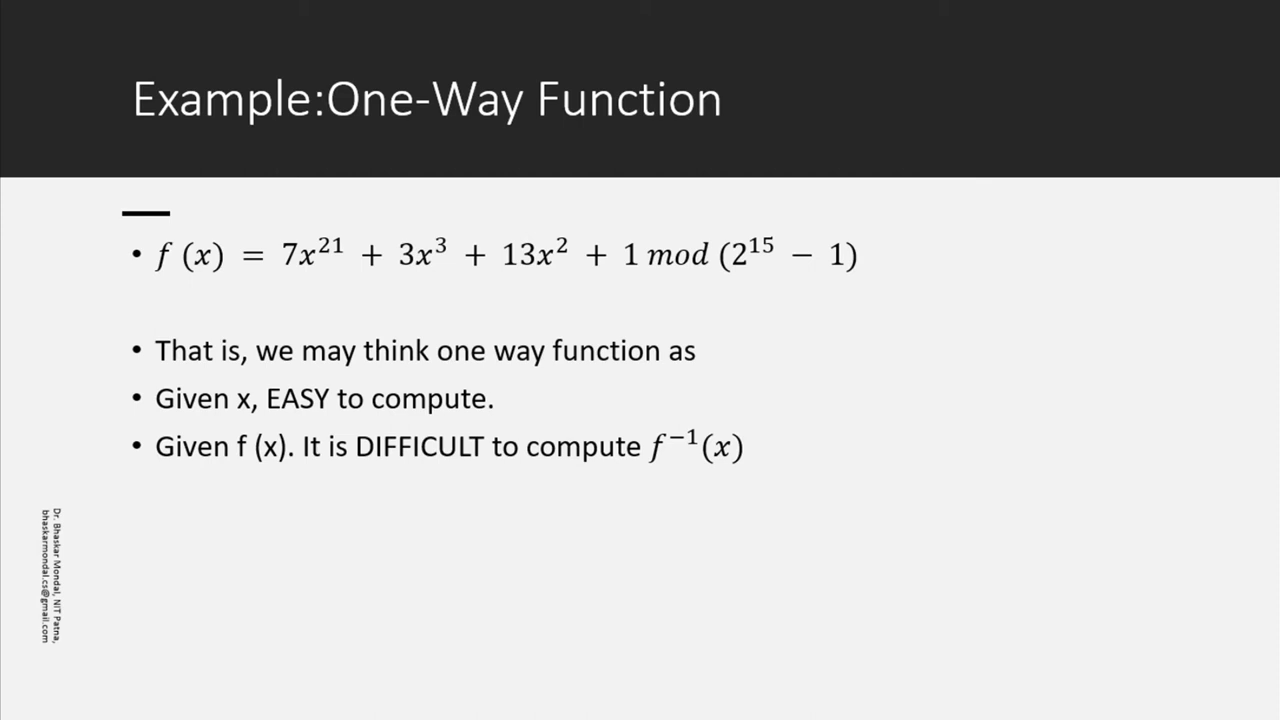 Example:One-Way Function
• f (x) = 7x²¹ + 3x³ + 13x² + 1 mod (2¹⁵ − 1)
• That is, we may think one way function as
• Given x, EASY to compute.
• Given f (x). It is DIFFICULT to compute f⁻¹(x)
Dr. Bhaskar Mondal, NIT Patna,
bhaskarmondal.cs@gmail.com